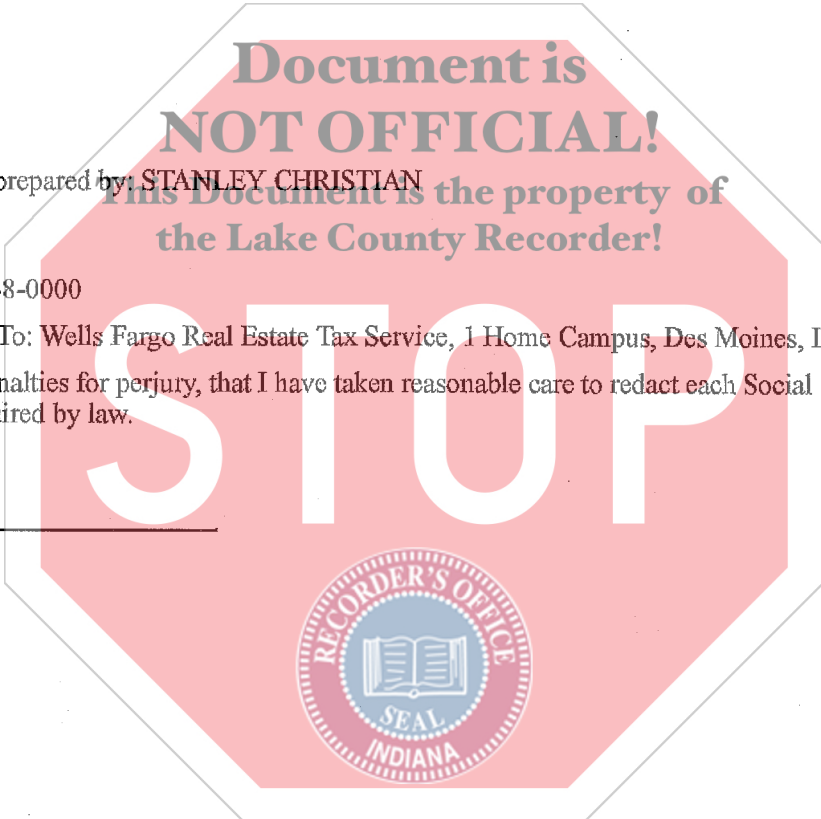 Document is
NOT OFFICIAL!
prepared by: STANLEY CHRISTIAN
This Document is the property of
the Lake County Recorder!
8-0000
To: Wells Fargo Real Estate Tax Service, 1 Home Campus, Des Moines,
nalties for perjury, that I have taken reasonable care to redact each Social
ired by law.
STOP
RECORDER'S OFFICE
SEAL
INDIANA